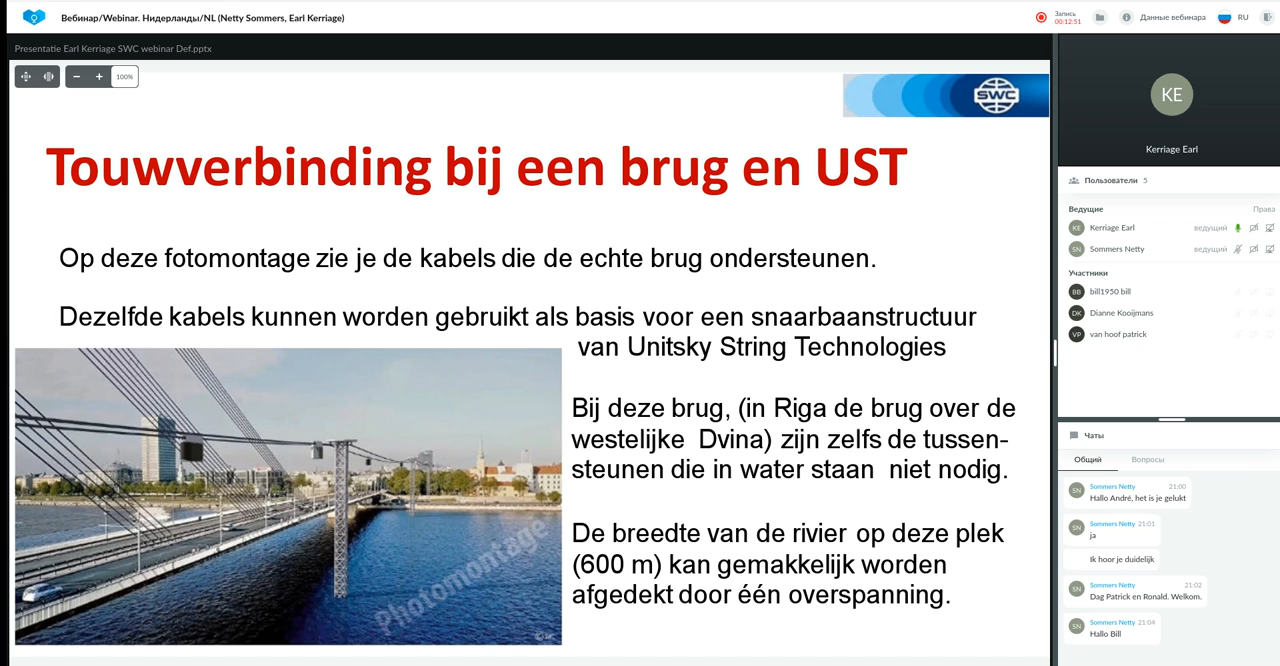 Вебинар/Webinar. Нидерланды/NL (Netty Sommers, Earl Kerriage)
Запись
00:12:51
Данные вебинара
RU
Presentatie Earl Kerriage SWC webinar Def.pptx
100%
SWC
Touwverbinding bij een brug en UST
Op deze fotomontage zie je de kabels die de echte brug ondersteunen.
Dezelfde kabels kunnen worden gebruikt als basis voor een snaarbaanstructuur
van Unitsky String Technologies
Bij deze brug, (in Riga de brug over de
westelijke Dvina) zijn zelfs de tussen-
steunen die in water staan niet nodig.
De breedte van de rivier op deze plek
(600 m) kan gemakkelijk worden
afgedekt door één overspanning.
Photomontage
KE
Kerriage Earl
Пользователи 5
Ведущие Права
KE Kerriage Earl ведущий
SN Sommers Netty ведущий
Участники
BB bill1950 bill
DK Dianne Kooijmans
VP van hoof patrick
Чаты
Общий Вопросы
SN Sommers Netty 21:00
Hallo André, het is je gelukt
SN Sommers Netty 21:01
ja
Ik hoor je duidelijk
SN Sommers Netty 21:02
Dag Patrick en Ronald. Welkom.
SN Sommers Netty 21:04
Hallo Bill